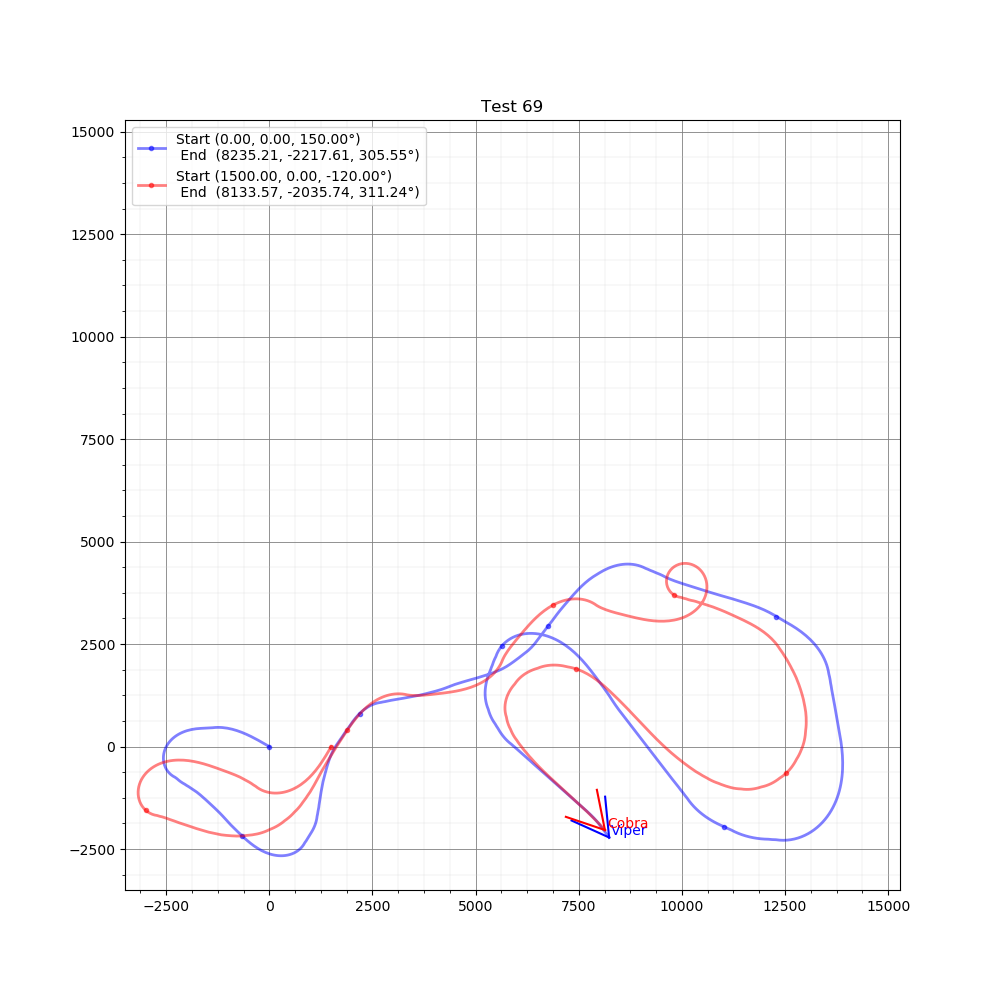 Test 69
Start (0.00, 0.00, 150.00°)
End  (8235.21, -2217.61, 305.55°)
Start (1500.00, 0.00, -120.00°)
End  (8133.57, -2035.74, 311.24°)
15000
12500
10000
7500
5000
2500
0
−2500
Cobra
Viper
−2500
0
2500
5000
7500
10000
12500
15000